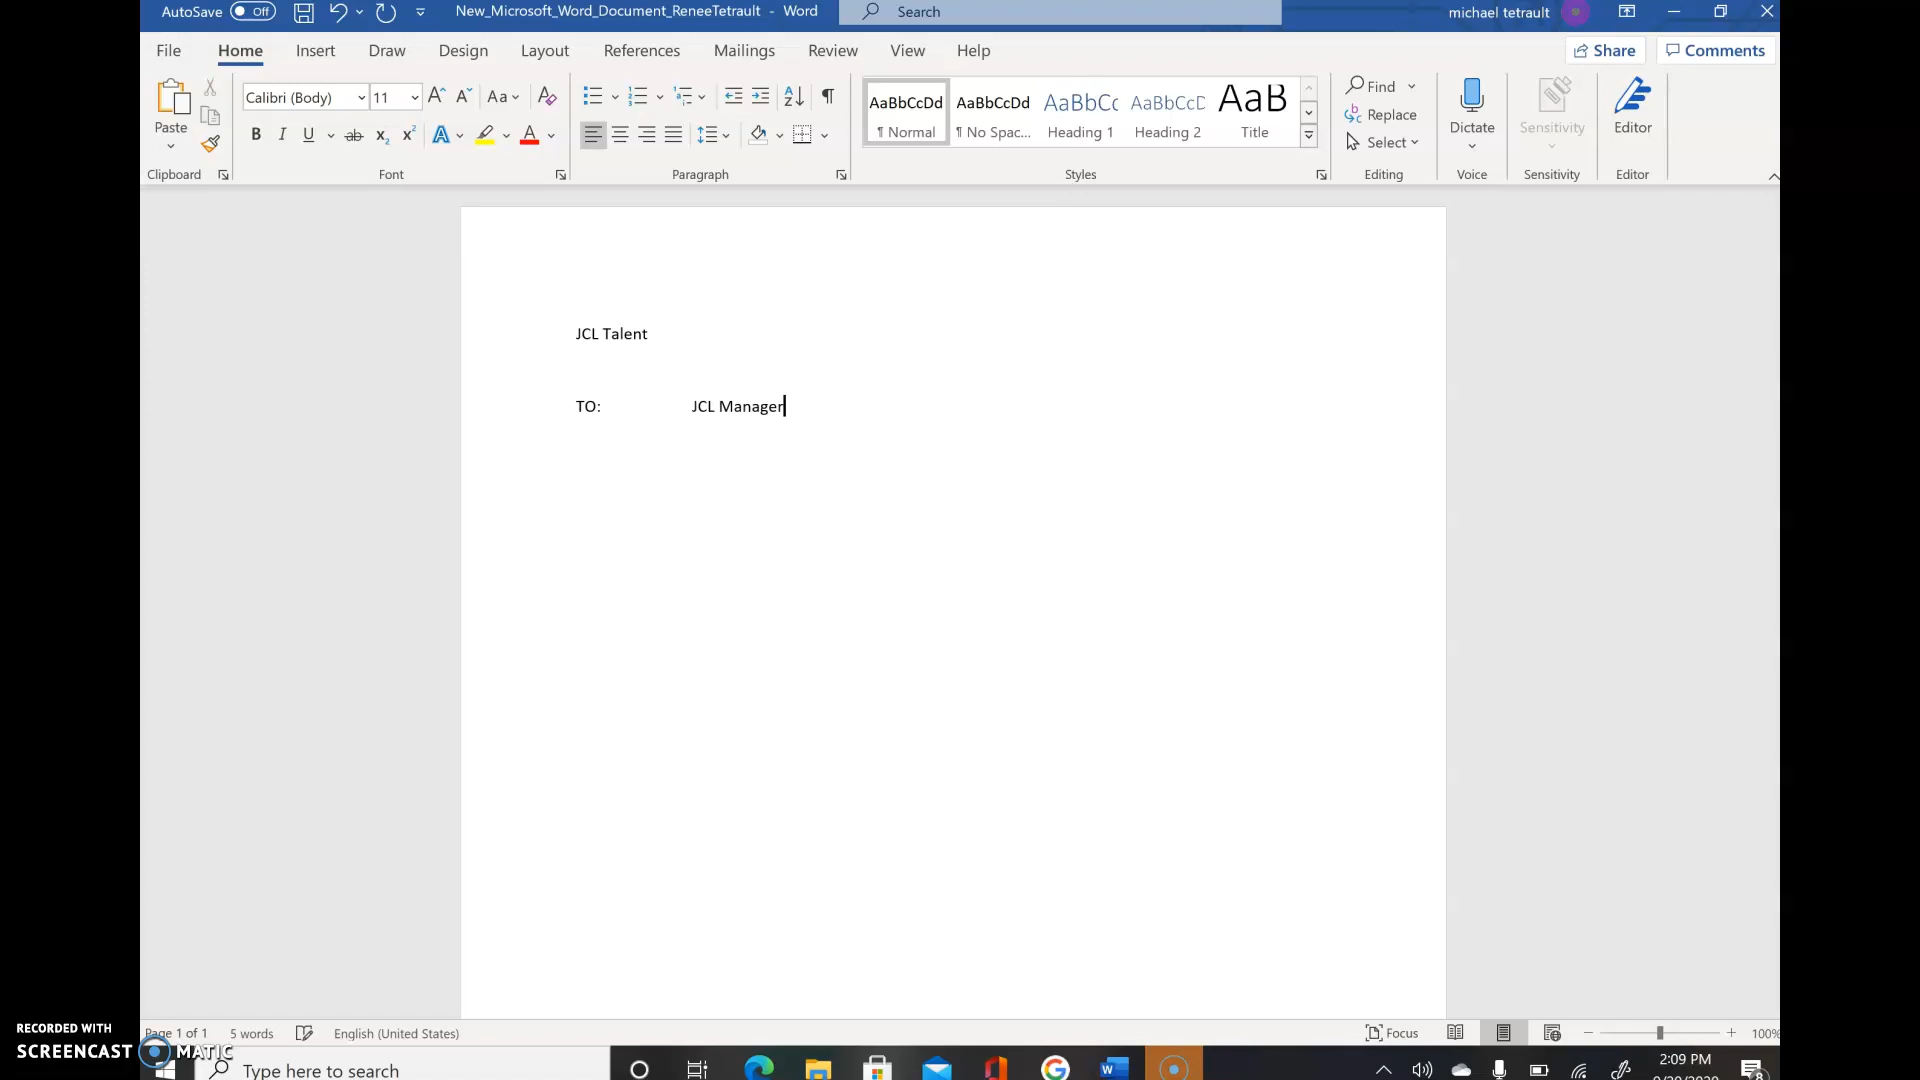 AutoSave Off New_Microsoft_Word_Document_ReneeTetrault - Word Search michael tetrault
File Home Insert Draw Design Layout References Mailings Review View Help Share Comments
Paste
Calibri (Body) 11 Aa
B I U ab x2 x2 A A
AaBbCcDd AaBbCcDd AaBbCc AaBbCcD AaB
¶ Normal ¶ No Spac... Heading 1 Heading 2 Title
Find
Replace
Select
Dictate
Sensitivity
Editor
Clipboard Font Paragraph Styles Editing Voice Sensitivity Editor
JCL Talent
TO: JCL Manager
Page 1 of 1 5 words English (United States) Focus 100%
RECORDED WITH
SCREENCAST MATIC
Type here to search
2:09 PM